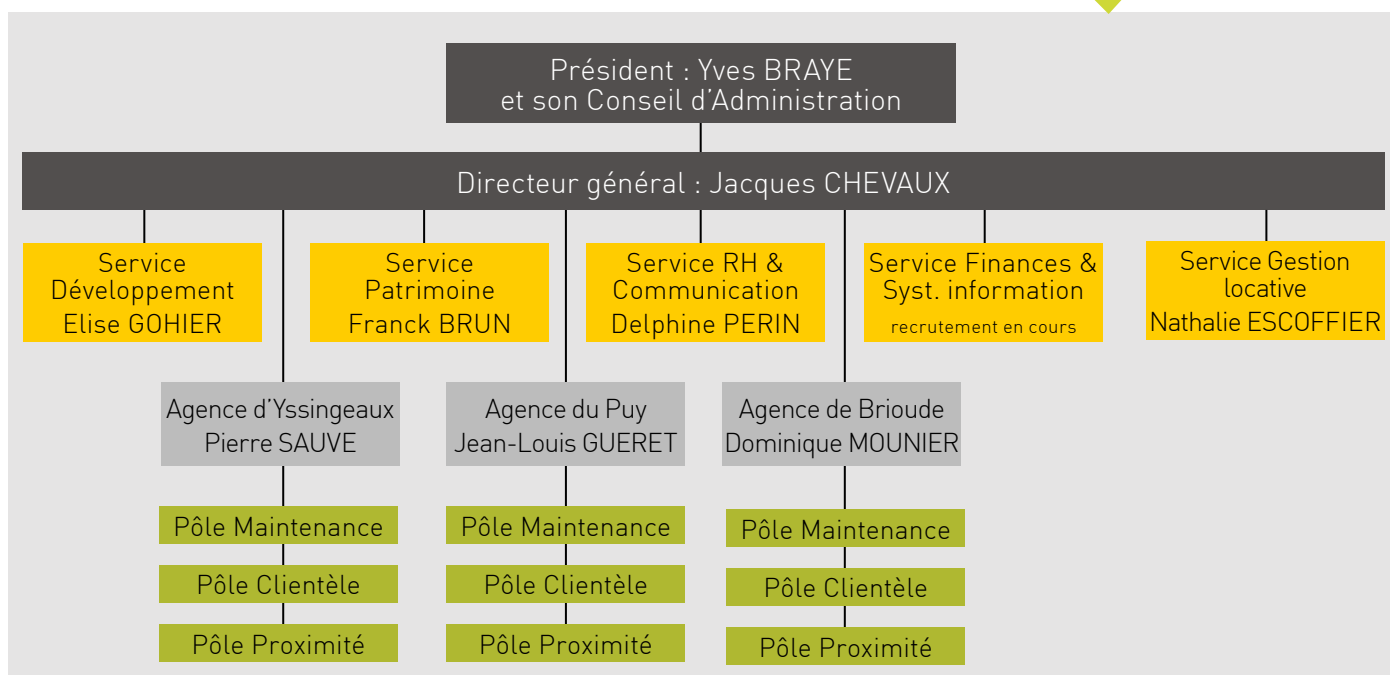 Président : Yves BRAYE
et son Conseil d'Administration
Directeur général : Jacques CHEVAUX
Service
Développement
Elise GOHIER
Service
Patrimoine
Franck BRUN
Service RH &
Communication
Delphine PERIN
Service Finances &
Syst. information
recrutement en cours
Service Gestion
locative
Nathalie ESCOFFIER
Agence d'Yssingeaux
Pierre SAUVE
Agence du Puy
Jean-Louis GUERET
Agence de Brioude
Dominique MOUNIER
Pôle Maintenance
Pôle Clientèle
Pôle Proximité
Pôle Maintenance
Pôle Clientèle
Pôle Proximité
Pôle Maintenance
Pôle Clientèle
Pôle Proximité